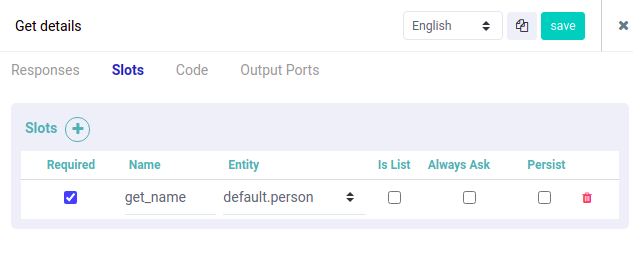 Get details English save
Responses Slots Code Output Ports
Slots
Required Name Entity Is List Always Ask Persist
get_name default.person